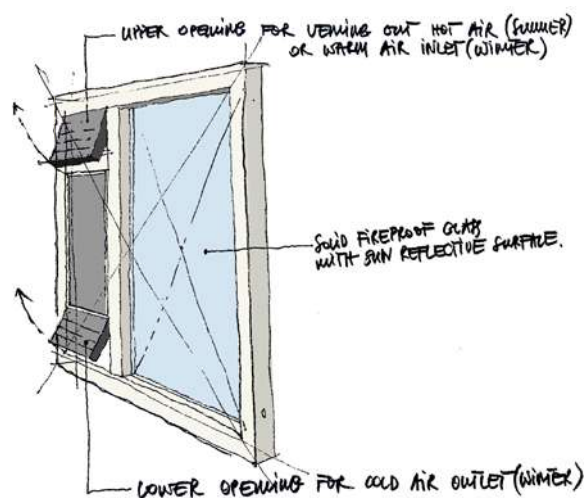 UPPER OPENING FOR VENTING OUT HOT AIR (SUMMER)
OR WARM AIR INLET (WINTER)
SOLID FIREPROOF GLASS
WITH SUN REFLECTIVE SURFACE.
LOWER OPENING FOR COLD AIR OUTLET (WINTER)